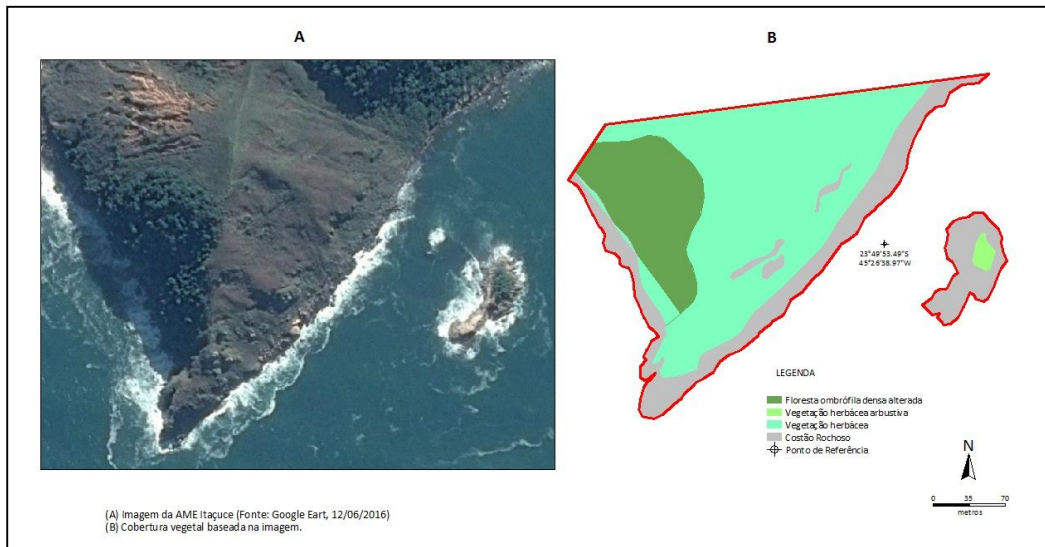 A
B
23°49'53.49"S
45°26'38.97"W
LEGENDA
Floresta ombrófila densa alterada
Vegetação herbácea arbustiva
Vegetação herbácea
Costão Rochoso
Ponto de Referência
N
0 35 70
metros
(A) Imagem da AME Itaçuce (Fonte: Google Eart, 12/06/2016)
(B) Cobertura vegetal baseada na imagem.